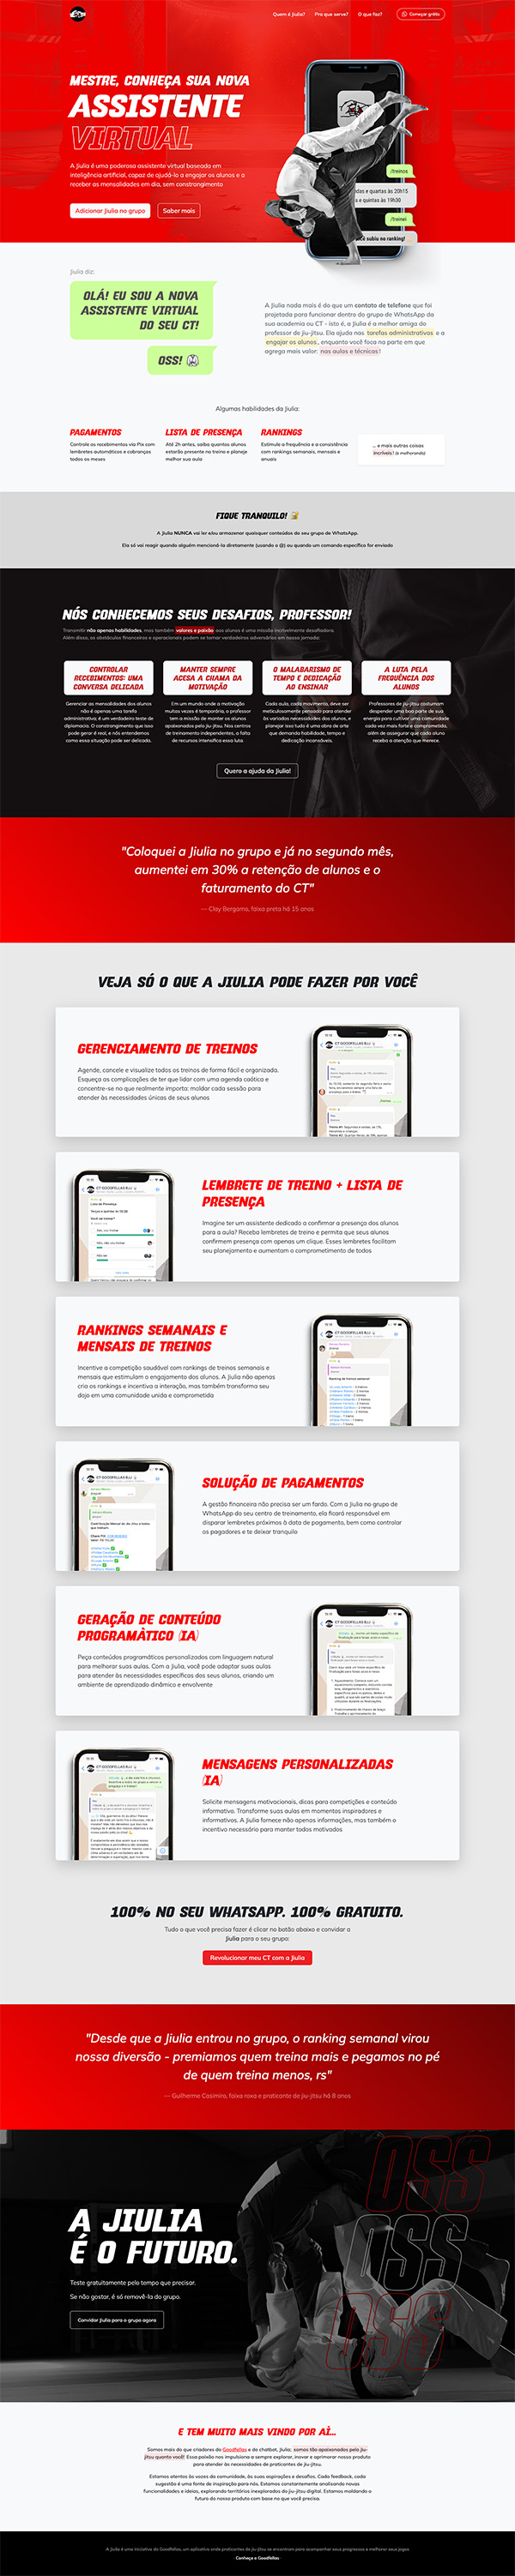 Quem é Jiulia? Pra que serve? O que faz? Começar grátis
MESTRE, CONHEÇA SUA NOVA
ASSISTENTE
VIRTUAL
A Jiulia é uma poderosa assistente virtual baseada em
inteligência artificial, capaz de ajudá-lo a engajar os alunos e a
receber as mensalidades em dia, sem constrangimento
Adicionar Jiulia no grupo Saber mais
/treinos
e quartas às 20h15
e quintas às 19h30
/treinei
subiu no ranking!
Jiulia diz:
OLÁ! EU SOU A NOVA
ASSISTENTE VIRTUAL
DO SEU CT!
OSS!
A Jiulia nada mais é do que um contato de telefone que foi
projetada para funcionar dentro do grupo de WhatsApp da
sua academia ou CT - isto é, a Jiulia é a melhor amiga do
professor de jiu-jitsu. Ela ajuda nas tarefas administrativas e a
engajar os alunos, enquanto você foca na parte em que
agrega mais valor: nas aulas e técnicas!
Algumas habilidades da Jiulia:
PAGAMENTOS
Controla os recebimentos via Pix com
lembretes automáticos e cobranças
todos os meses
LISTA DE PRESENÇA
Até 2h antes, saiba quantos alunos
estarão presente no treino e planeje
melhor sua aula
RANKINGS
Estimule a frequência e a consistência
com rankings semanais, mensais e
anuais
... e mais outras coisas
incríveis! (e melhorando)
FIQUE TRANQUILO!
A Jiulia NUNCA vai ler e/ou armazenar quaisquer conteúdos do seu grupo de WhatsApp.
Ela só vai reagir quando alguém mencioná-la diretamente (usando o @) ou quando um comando específico for enviado
NÓS CONHECEMOS SEUS DESAFIOS, PROFESSOR!
Transmitir não apenas habilidades, mas também valores e paixão aos alunos é uma missão incrivelmente desafiadora.
Além disso, os obstáculos financeiros e operacionais podem se tornar verdadeiros adversários em nossa jornada:
CONTROLAR
RECEBIMENTOS: UMA
CONVERSA DELICADA
Gerenciar as mensalidades dos alunos
não é apenas uma tarefa
administrativa; é um verdadeiro teste de
diplomacia. O constrangimento que isso
pode gerar é real, e nós entendemos
como essa situação pode ser delicada.
MANTER SEMPRE
ACESA A CHAMA DA
MOTIVAÇÃO
Em um mundo onde a motivação
muitas vezes é temporária, o professor
tem a missão de manter os alunos
apaixonados pelo jiu-jitsu. Nos centros
de treinamento independentes, a falta
de recursos intensifica essa luta.
O MALABARISMO DE
TEMPO E DEDICAÇÃO
AO ENSINAR
Cada aula, cada movimento, deve ser
meticulosamente pensado para atender
às variadas necessidades dos alunos, e
planejar isso tudo é uma obra de arte
que demanda habilidade, tempo e
dedicação incansáveis.
A LUTA PELA
FREQUÊNCIA DOS
ALUNOS
Professores de jiu-jitsu costumam
despender uma boa parte de sua
energia para cultivar uma comunidade
cada vez mais forte e comprometida,
além de assegurar que cada aluno
receba a atenção que merece.
Quero a ajuda da Jiulia!
"Coloquei a Jiulia no grupo e já no segundo mês,
aumentei em 30% a retenção de alunos e o
faturamento do CT"
— Clay Bergamo, faixa preta há 15 anos
VEJA SÓ O QUE A JIULIA PODE FAZER POR VOCÊ
GERENCIAMENTO DE TREINOS
Agende, cancele e visualize todos os treinos de forma fácil e organizada.
Esqueça as complicações de ter que lidar com uma agenda caótica e
concentre-se no que realmente importa: moldar cada sessão para
atender às necessidades únicas de seus alunos
LEMBRETE DE TREINO + LISTA DE
PRESENÇA
Imagine ter um assistente dedicado a confirmar a presença dos alunos
para a aula? Receba lembretes de treino e permita que seus alunos
confirmem presença com apenas um clique. Esses lembretes facilitam
seu planejamento e aumentam o comprometimento de todos
RANKINGS SEMANAIS E
MENSAIS DE TREINOS
Incentive a competição saudável com rankings de treinos semanais e
mensais que estimulam o engajamento dos alunos. A Jiulia não apenas
cria os rankings e incentiva a interação, mas também transforma seu
dojo em uma comunidade unida e comprometida
SOLUÇÃO DE PAGAMENTOS
A gestão financeira não precisa ser um fardo. Com a Jiulia no grupo de
WhatsApp do seu centro de treinamento, ela ficará responsável em
disparar lembretes próximos à data de pagamento, bem como controlar
os pagadores e te deixar tranquilo
GERAÇÃO DE CONTEÚDO
PROGRAMÁTICO (IA)
Peça conteúdos programáticos personalizados com linguagem natural
para melhorar suas aulas. Com a Jiulia, você pode adaptar suas aulas
para atender às necessidades específicas dos seus alunos, criando um
ambiente de aprendizado dinâmico e envolvente
MENSAGENS PERSONALIZADAS
(IA)
Solicite mensagens motivacionais, dicas para competições e conteúdo
informativo. Transforme suas aulas em momentos inspiradores e
informativos. A Jiulia fornece não apenas informações, mas também o
incentivo necessário para manter todos motivados
100% NO SEU WHATSAPP. 100% GRATUITO.
Tudo o que você precisa fazer é clicar no botão abaixo e convidar a
Jiulia para o seu grupo:
Revolucionar meu CT com a Jiulia
"Desde que a Jiulia entrou no grupo, o ranking semanal virou
nossa diversão - premiamos quem treina mais e pegamos no pé
de quem treina menos, rs"
— Guilherme Casimiro, faixa roxa e praticante de jiu-jitsu há 8 anos
OSS
OSS
OSS
A JIULIA
É O FUTURO.
Teste gratuitamente pelo tempo que precisar.
Se não gostar, é só removê-la do grupo.
Convidar Jiulia para o grupo agora
E TEM MUITO MAIS VINDO POR AÍ...
Somos mais do que criadores do Goodfellas e do chatbot, Jiulia; somos tão apaixonados pelo jiu-
jitsu quanto você! Essa paixão nos impulsiona a sempre explorar, inovar e aprimorar nosso produto
para atender às necessidades de praticantes de jiu-jitsu.
Estamos atentos às vozes da comunidade, às suas aspirações e desafios. Cada feedback, cada
sugestão é uma fonte de inspiração para nós. Estamos constantemente analisando novas
funcionalidades e ideias, explorando territórios inexplorados do jiu-jitsu digital. Estamos moldando o
futuro do nosso produto com base no que você precisa.
A Jiulia é uma iniciativa do Goodfellas, um aplicativo onde praticantes de jiu-jitsu se encontram para acompanhar seus progressos e melhorar seus jogos
Conheça o Goodfellas